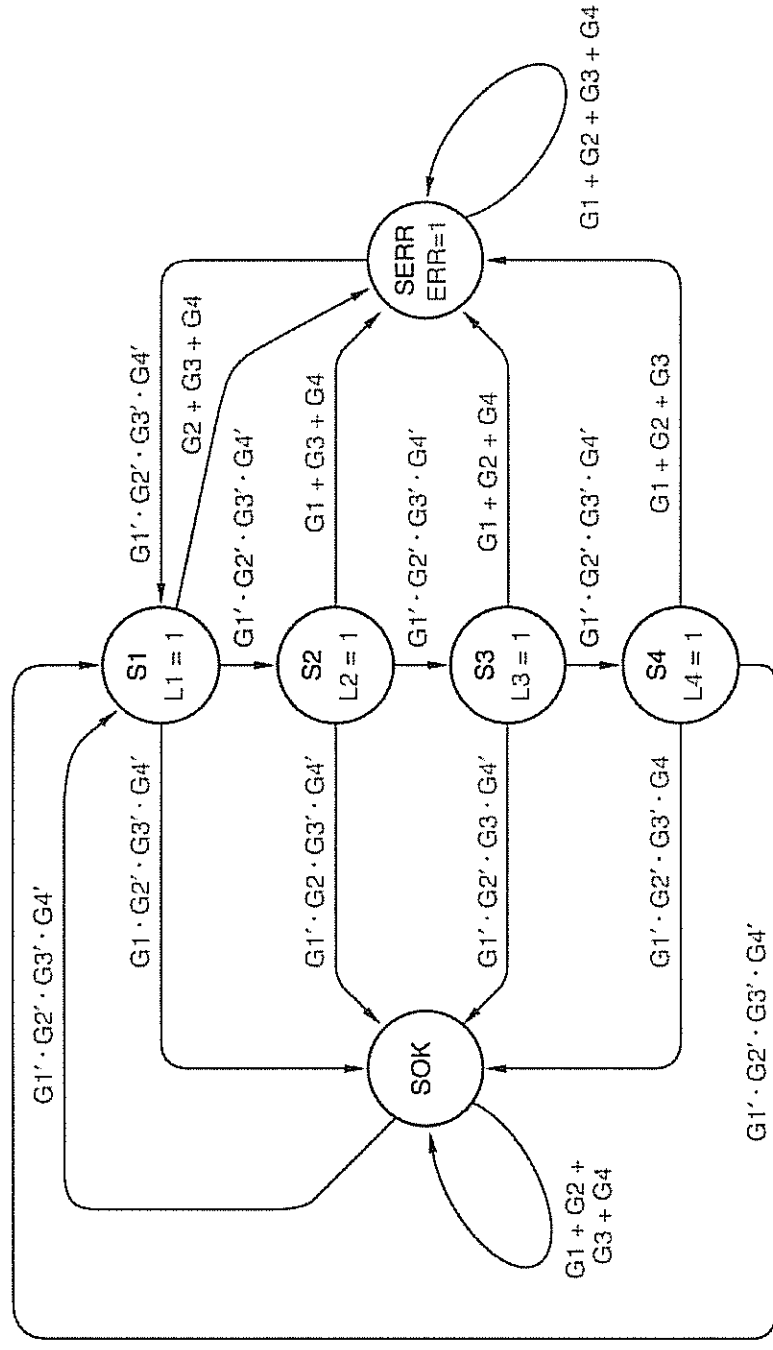 G1′ · G2′ · G3′ · G4′
G1 · G2′ · G3′ · G4′
S1
L1 = 1
G1′ · G2′ · G3′ · G4′
G2 + G3 + G4
G1′ · G2′ · G3′ · G4′
G1′ · G2 · G3′ · G4′
S2
L2 = 1
G1 + G3 + G4
G1′ · G2′ · G3′ · G4′
SOK
SERR
ERR=1
G1′ · G2′ · G3 · G4′
S3
L3 = 1
G1 + G2 + G4
G1 + G2 +
G3 + G4
G1′ · G2′ · G3′ · G4′
G1 + G2 + G3 + G4
G1′ · G2′ · G3′ · G4
S4
L4 = 1
G1 + G2 + G3
G1′ · G2′ · G3′ · G4′